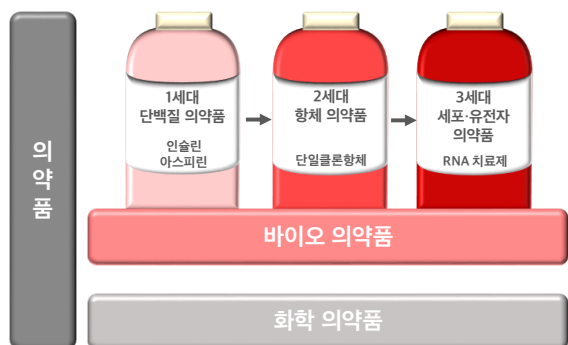 의약품
1세대
단백질 의약품
인슐린
아스피린
2세대
항체 의약품
단일클론항체
3세대
세포·유전자
의약품
RNA 치료제
바이오 의약품
화학 의약품